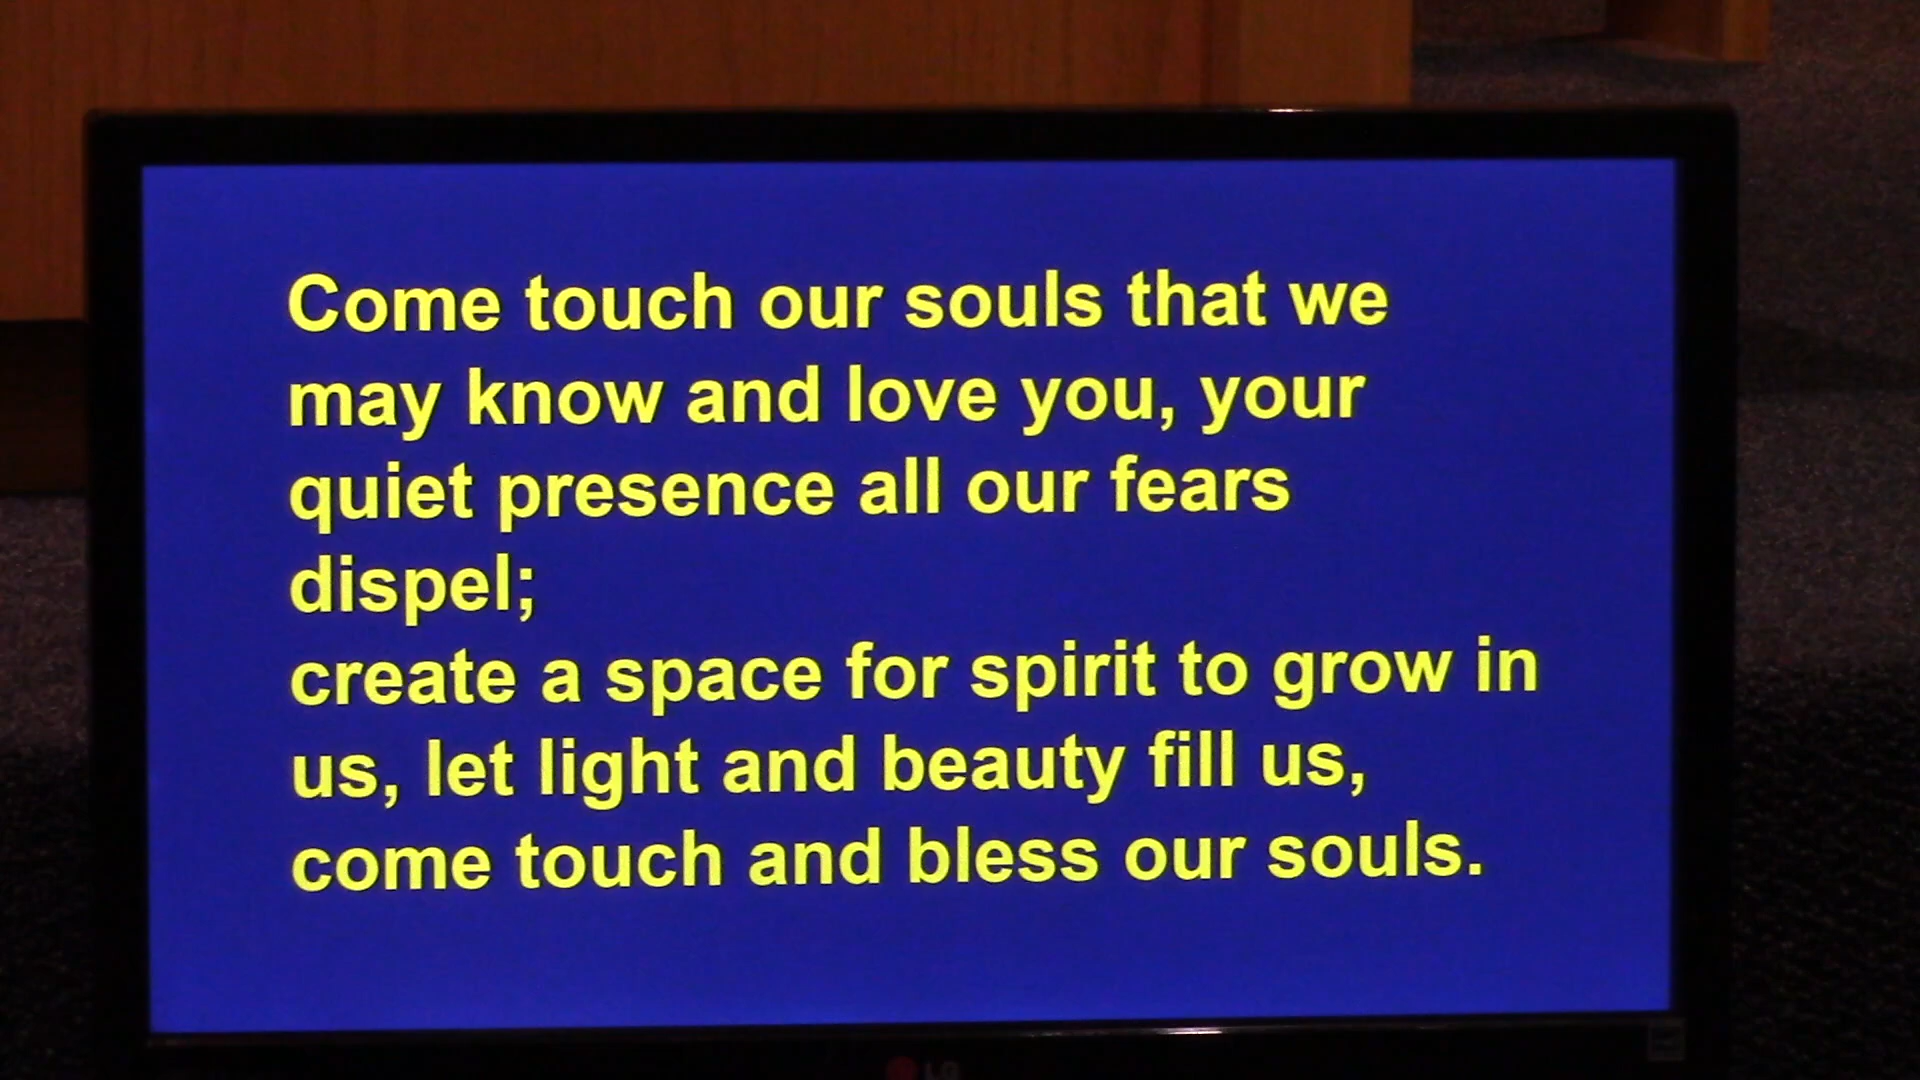 Come touch our souls that we
may know and love you, your
quiet presence all our fears
dispel;
create a space for spirit to grow in
us, let light and beauty fill us,
come touch and bless our souls.
LG